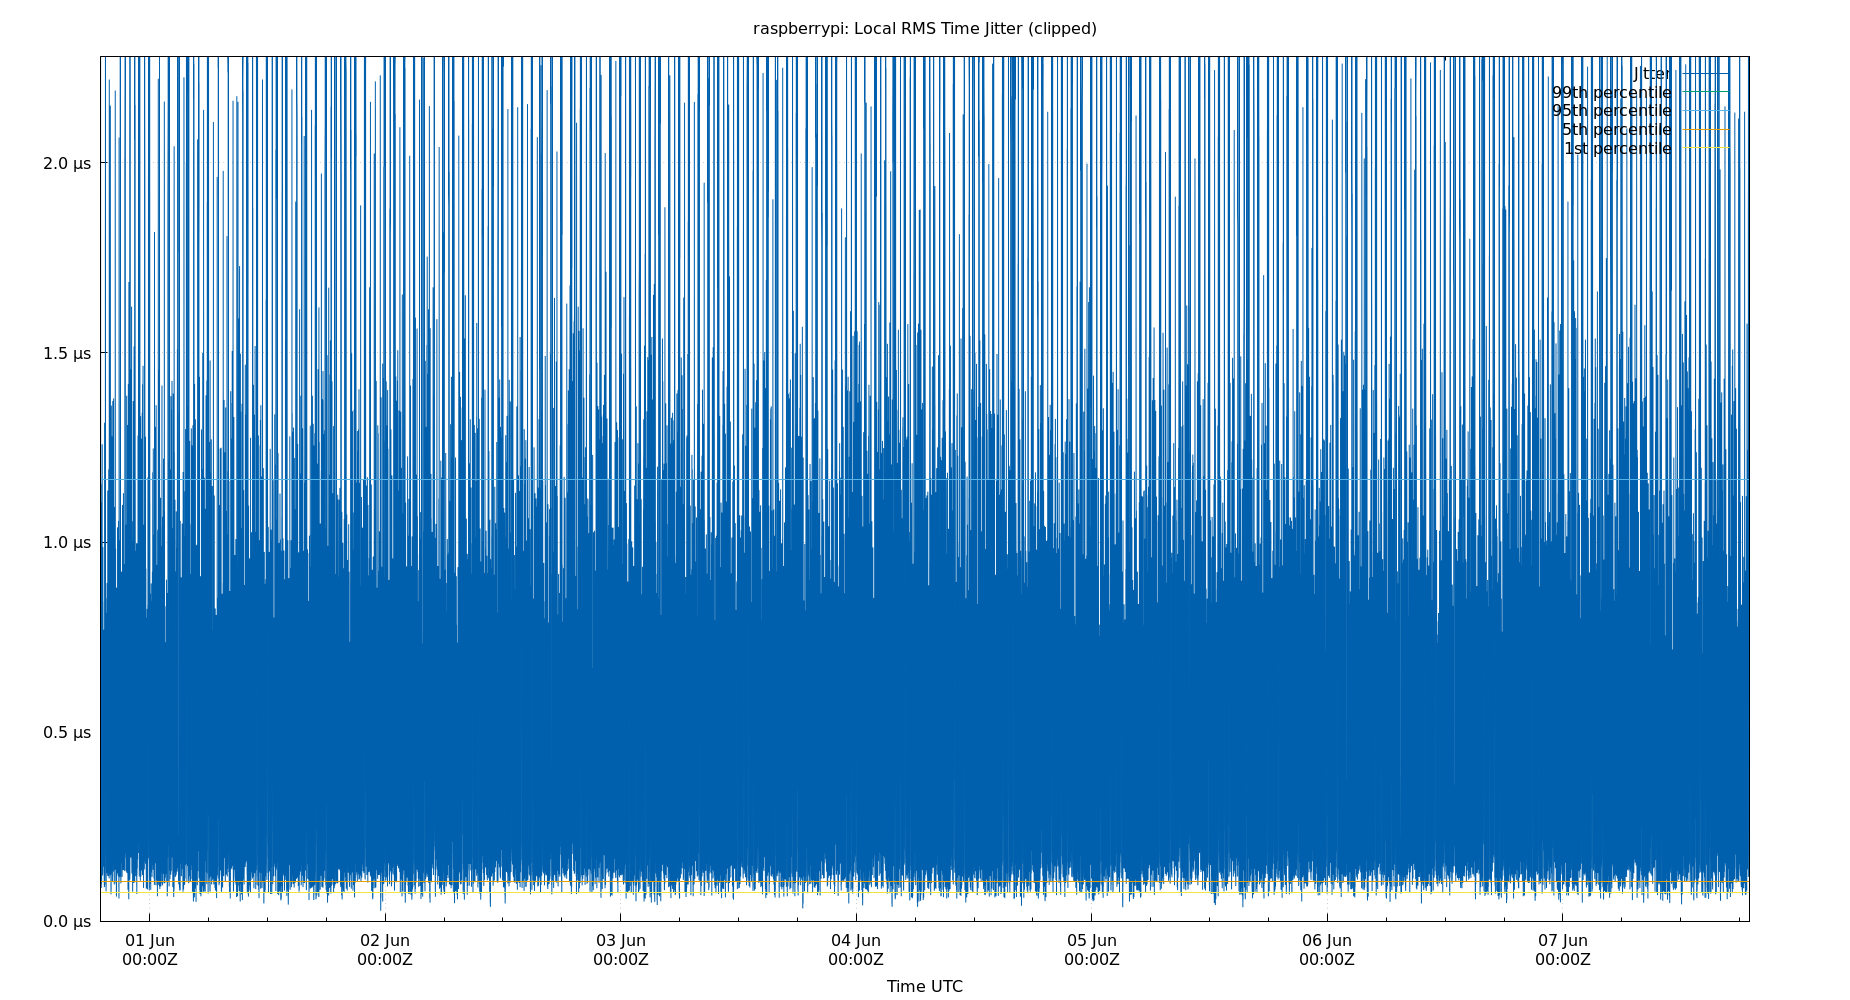 raspberrypi: Local RMS Time Jitter (clipped)
Jitter
99th percentile
95th percentile
5th percentile
1st percentile
2.0 µs
1.5 µs
1.0 µs
0.5 µs
0.0 µs
01 Jun 02 Jun 03 Jun 04 Jun 05 Jun 06 Jun 07 Jun
00:00Z 00:00Z 00:00Z 00:00Z 00:00Z 00:00Z 00:00Z
Time UTC